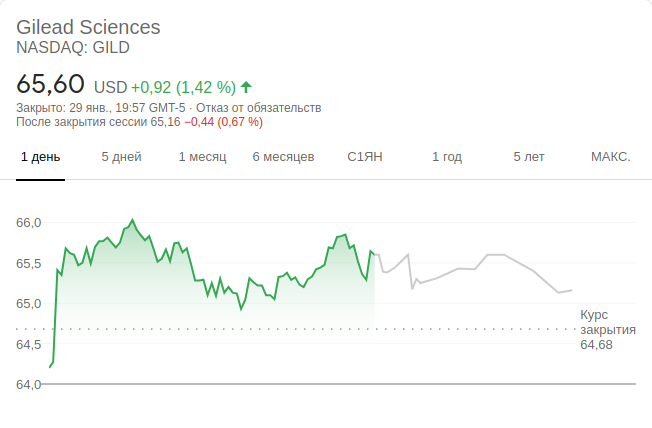 Gilead Sciences
NASDAQ: GILD
65,60 USD +0,92 (1,42 %)
Закрыто: 29 янв., 19:57 GMT-5 · Отказ от обязательств
После закрытия сессии 65,16 −0,44 (0,67 %)
1 день 5 дней 1 месяц 6 месяцев С1ЯН 1 год 5 лет МАКС.
66,0
65,5
65,0
64,5
64,0
Курс
закрытия
64,68